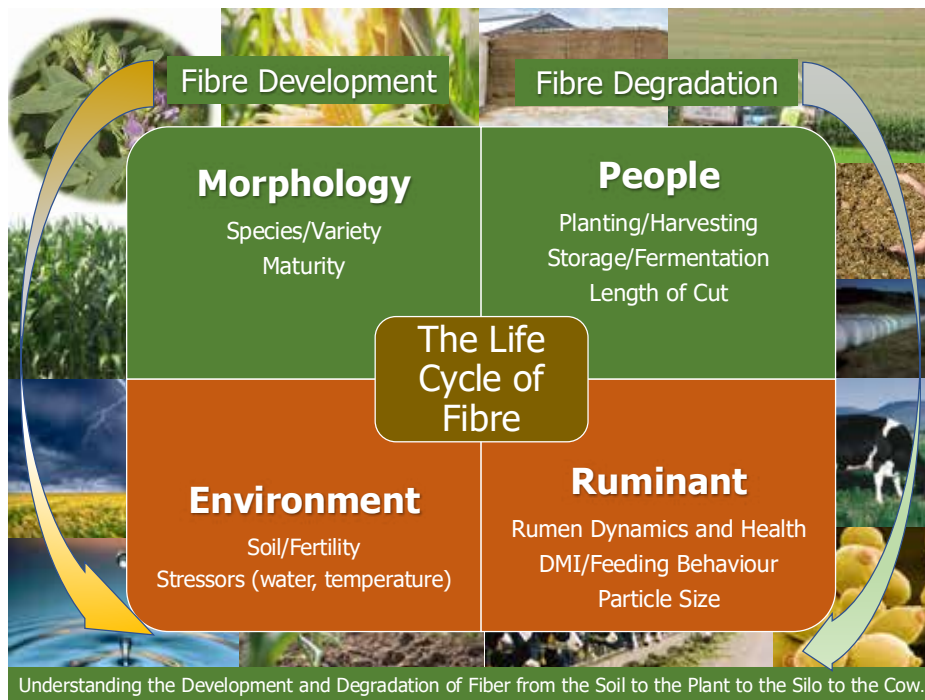 Fibre Development
Fibre Degradation
Morphology
Species/Variety
Maturity
People
Planting/Harvesting
Storage/Fermentation
Length of Cut
The Life
Cycle of
Fibre
Environment
Soil/Fertility
Stressors (water, temperature)
Ruminant
Rumen Dynamics and Health
DMI/Feeding Behaviour
Particle Size
Understanding the Development and Degradation of Fiber from the Soil to the Plant to the Silo to the Cow.